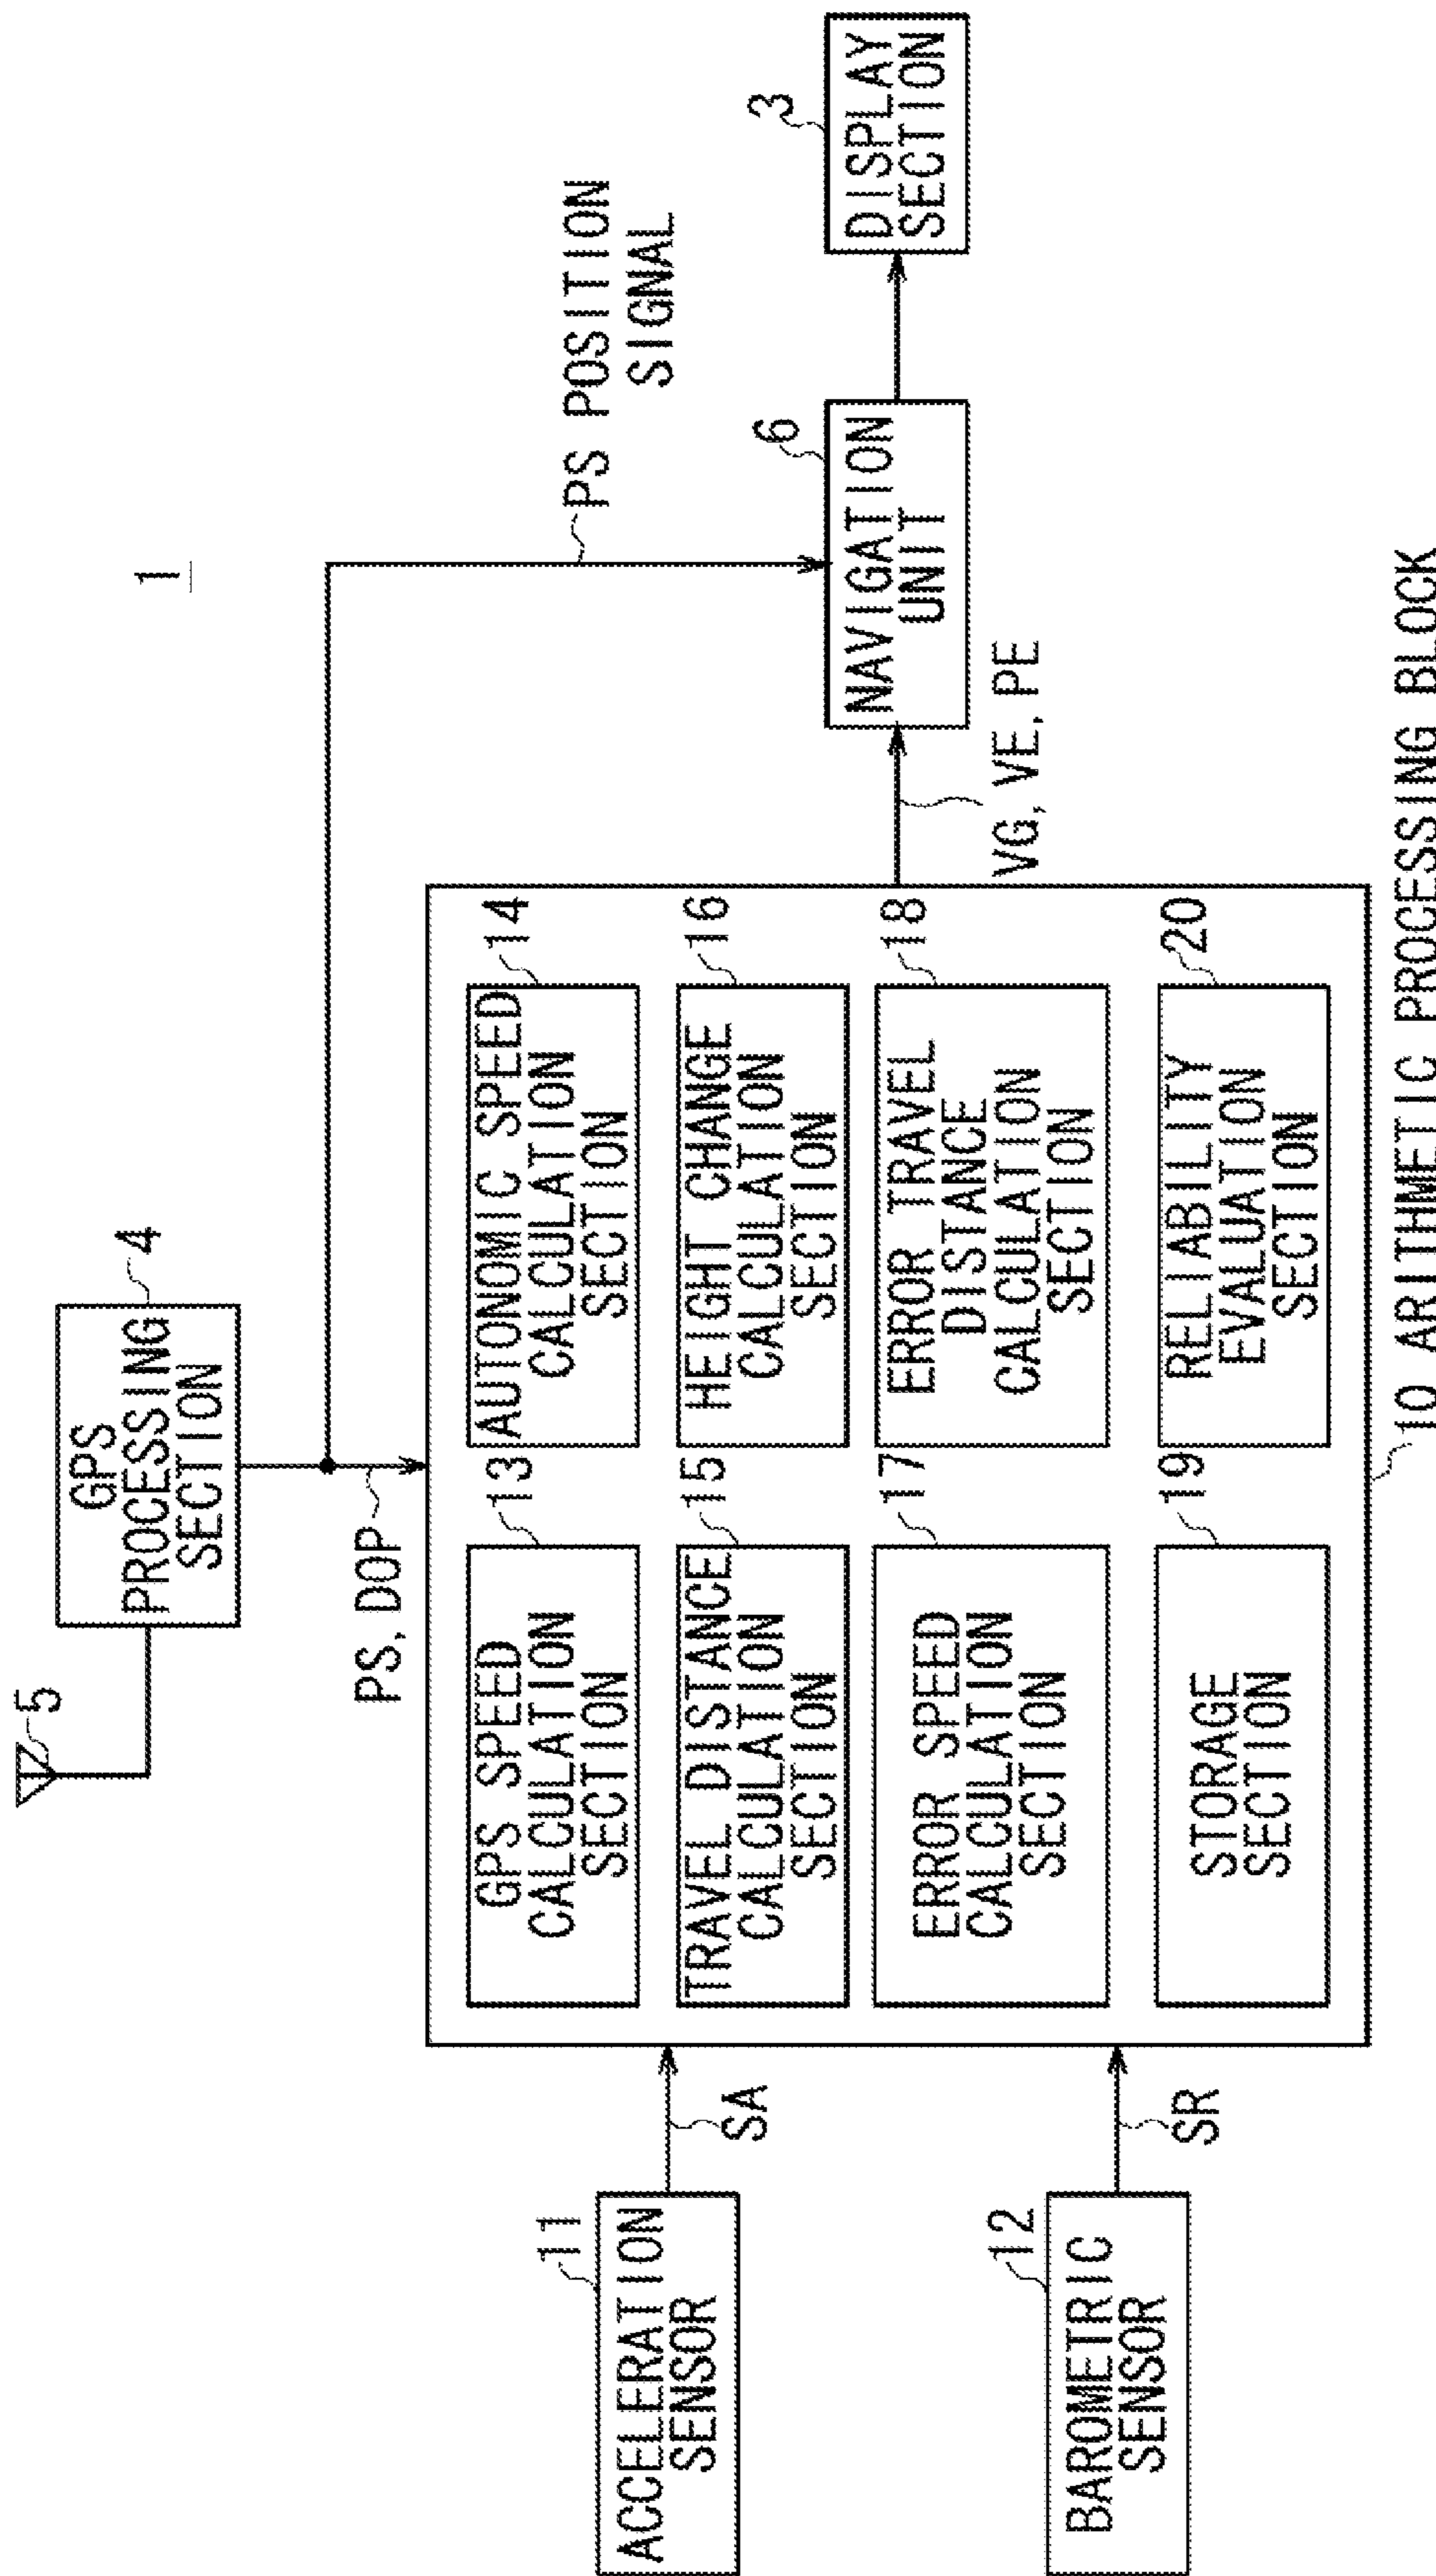 1
5
4
GPS
PROCESSING
SECTION
PS, DOP
PS POSITION
SIGNAL
11
ACCELERATION
SENSOR
SA
12
BAROMETRIC
SENSOR
SR
13
GPS SPEED
CALCULATION
SECTION
14
AUTONOMIC SPEED
CALCULATION
SECTION
15
TRAVEL DISTANCE
CALCULATION
SECTION
16
HEIGHT CHANGE
CALCULATION
SECTION
17
ERROR SPEED
CALCULATION
SECTION
18
ERROR TRAVEL
DISTANCE
CALCULATION
SECTION
19
STORAGE
SECTION
20
RELIABILITY
EVALUATION
SECTION
10 ARITHMETIC PROCESSING BLOCK
VG, VE, PE
6
NAVIGATION
UNIT
3
DISPLAY
SECTION